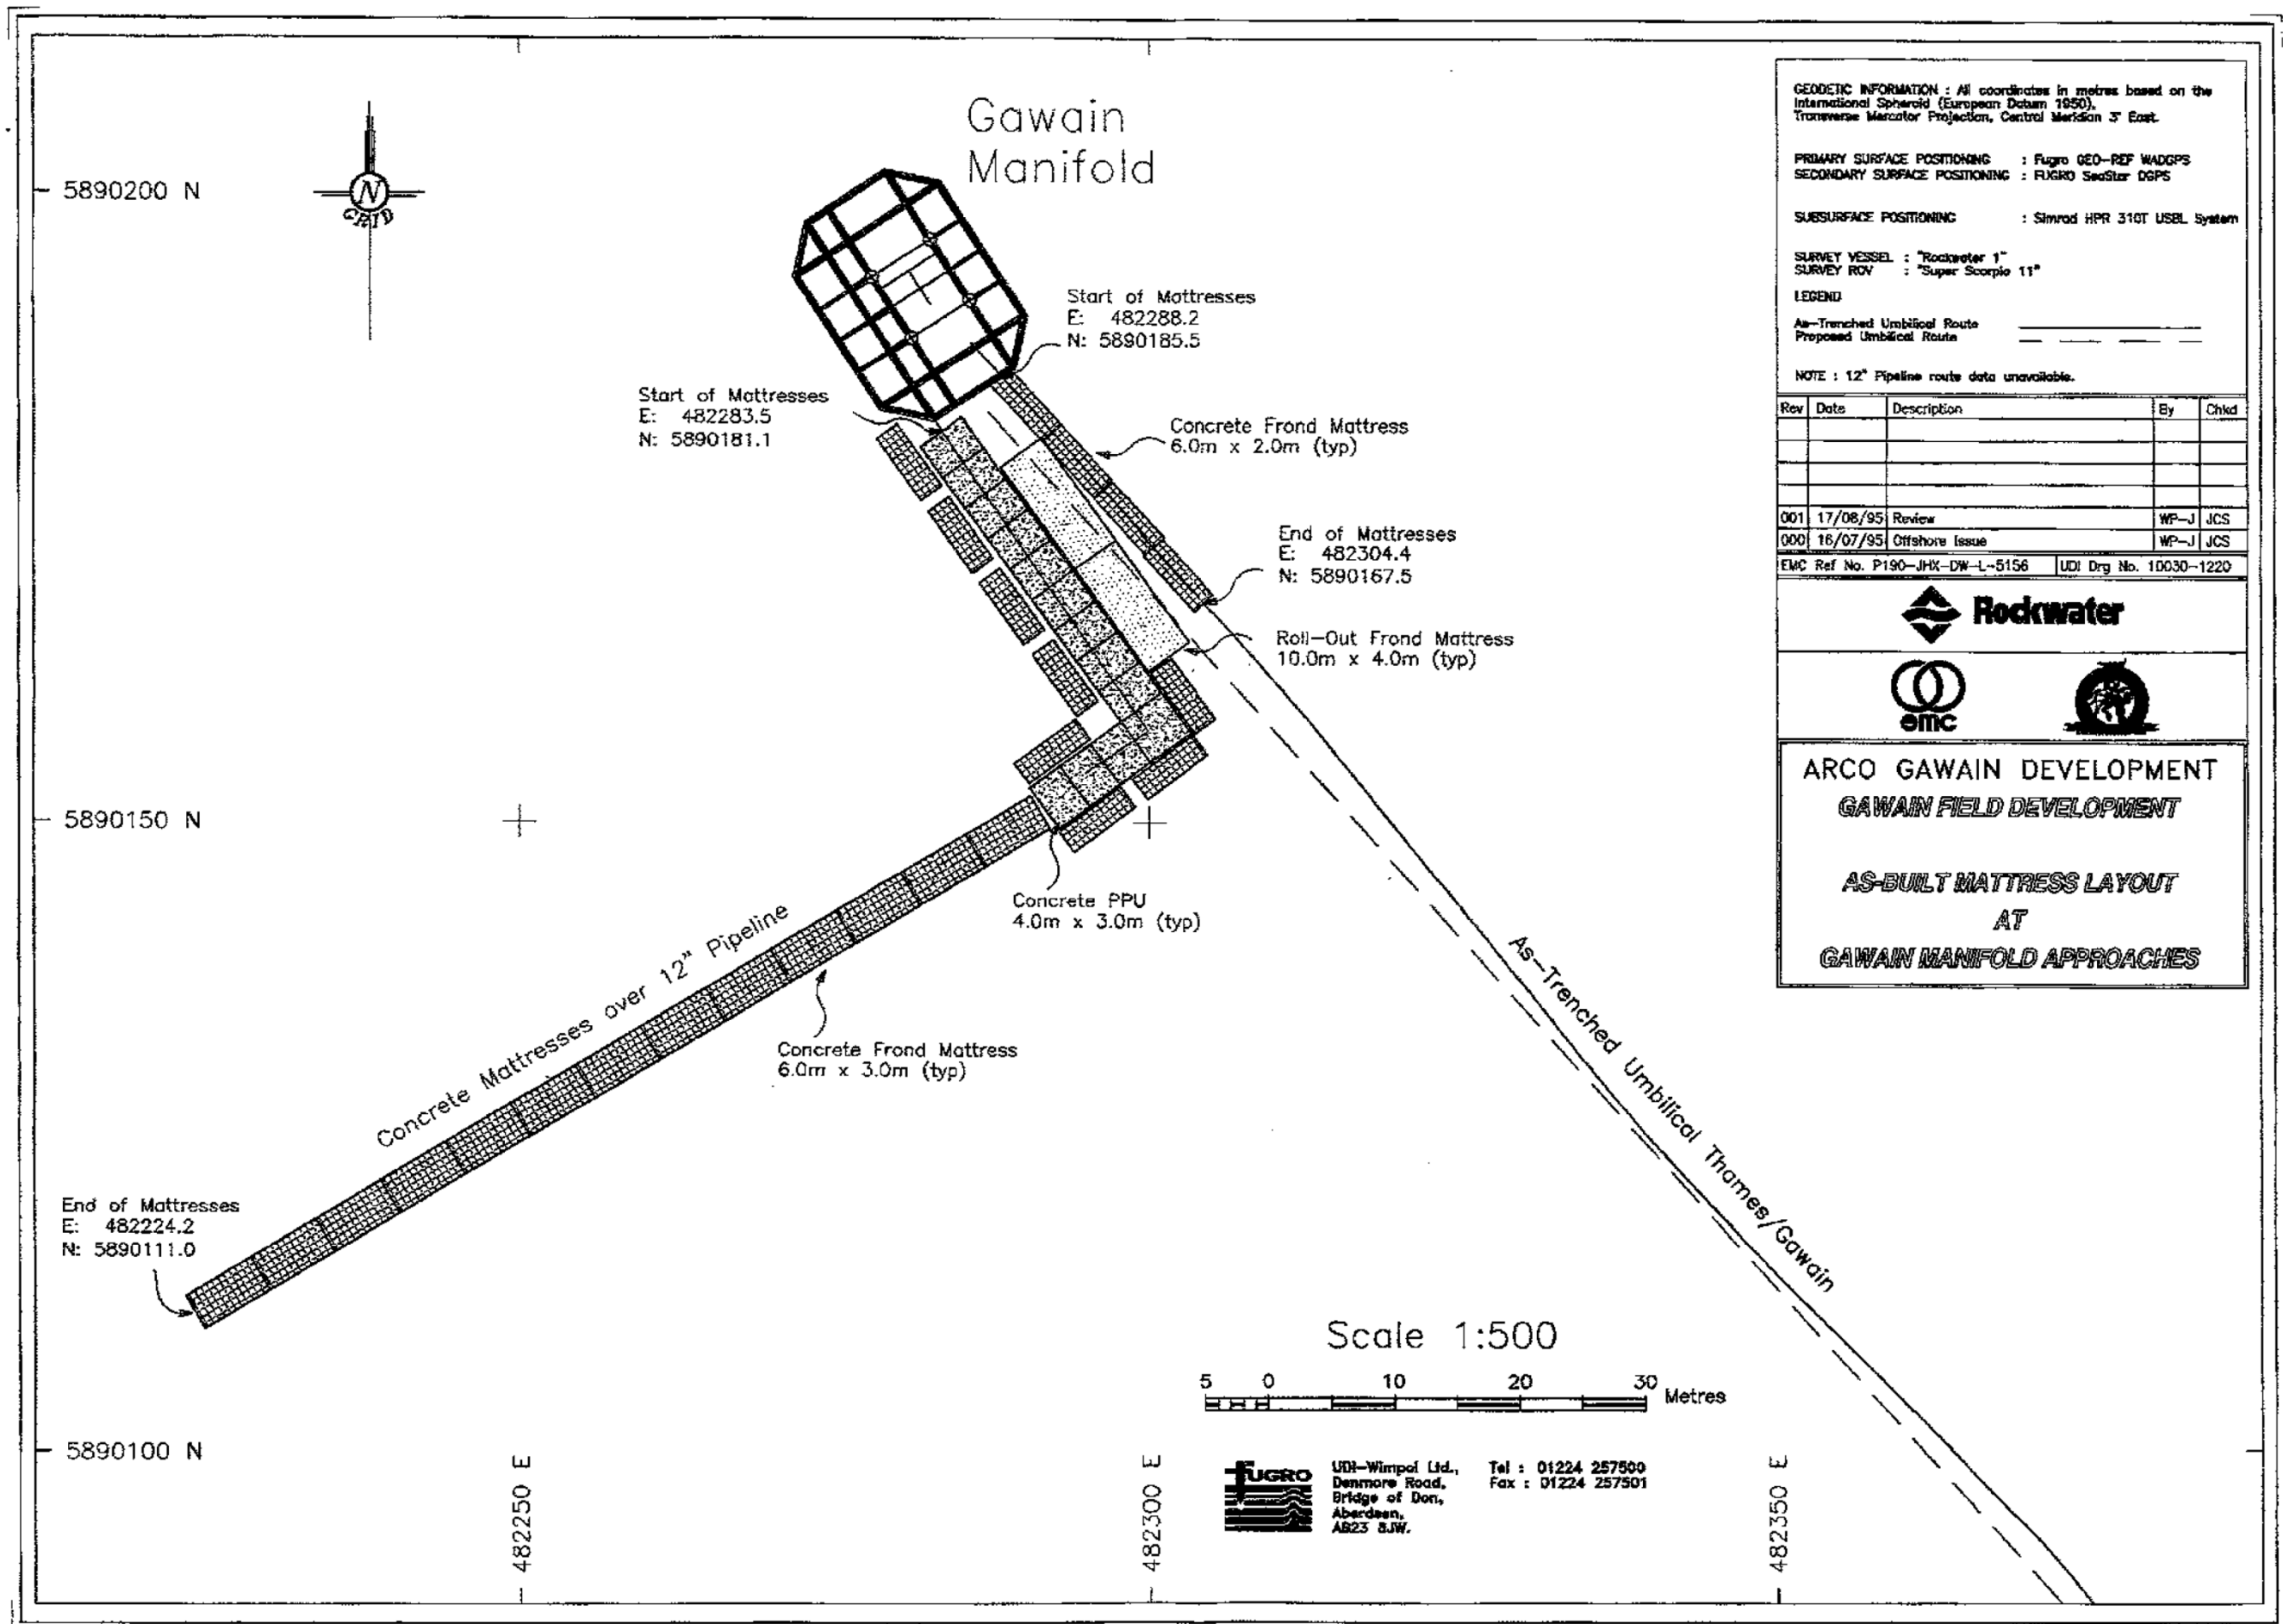 Gawain
Manifold
5890200 N
N
GRID
Start of Mattresses
E: 482288.2
N: 5890185.5
Start of Mattresses
E: 482283.5
N: 5890181.1
Concrete Frond Mattress
6.0m x 2.0m (typ)
End of Mattresses
E: 482304.4
N: 5890167.5
Roll-Out Frond Mattress
10.0m x 4.0m (typ)
5890150 N
Concrete PPU
4.0m x 3.0m (typ)
Concrete Mattresses over 12" Pipeline
Concrete Frond Mattress
6.0m x 3.0m (typ)
As-Trenched Umbilical Thames/Gawain
End of Mattresses
E: 482224.2
N: 5890111.0
Scale 1:500
5 0 10 20 30 Metres
5890100 N
482250 E
482300 E
482350 E
FUGRO
UDI-Wimpol Ltd., Tel : 01224 257500
Denmore Road, Fax : 01224 257501
Bridge of Don,
Aberdeen,
AB23 8JW.
GEODETIC INFORMATION : All coordinates in metres based on the
International Spheroid (European Datum 1950),
Transverse Mercator Projection, Central Meridian 3° East.
PRIMARY SURFACE POSITIONING : Fugro GEO-REF WADGPS
SECONDARY SURFACE POSITIONING : FUGRO SeaStar DGPS
SUBSURFACE POSITIONING : Simrad HPR 310T USBL System
SURVEY VESSEL : "Rockwater 1"
SURVEY ROV : "Super Scorpio 11"
LEGEND
As-Trenched Umbilical Route
Proposed Umbilical Route
NOTE : 12" Pipeline route data unavailable.
Rev Date Description By Chkd
001 17/08/95 Review WP-J JCS
000 16/07/95 Offshore Issue WP-J JCS
EMC Ref No. P190-JHX-DW-L-5156 UDI Drg No. 10030-1220
Rockwater
emc
ARCO GAWAIN DEVELOPMENT
GAWAIN FIELD DEVELOPMENT
AS-BUILT MATTRESS LAYOUT
AT
GAWAIN MANIFOLD APPROACHES